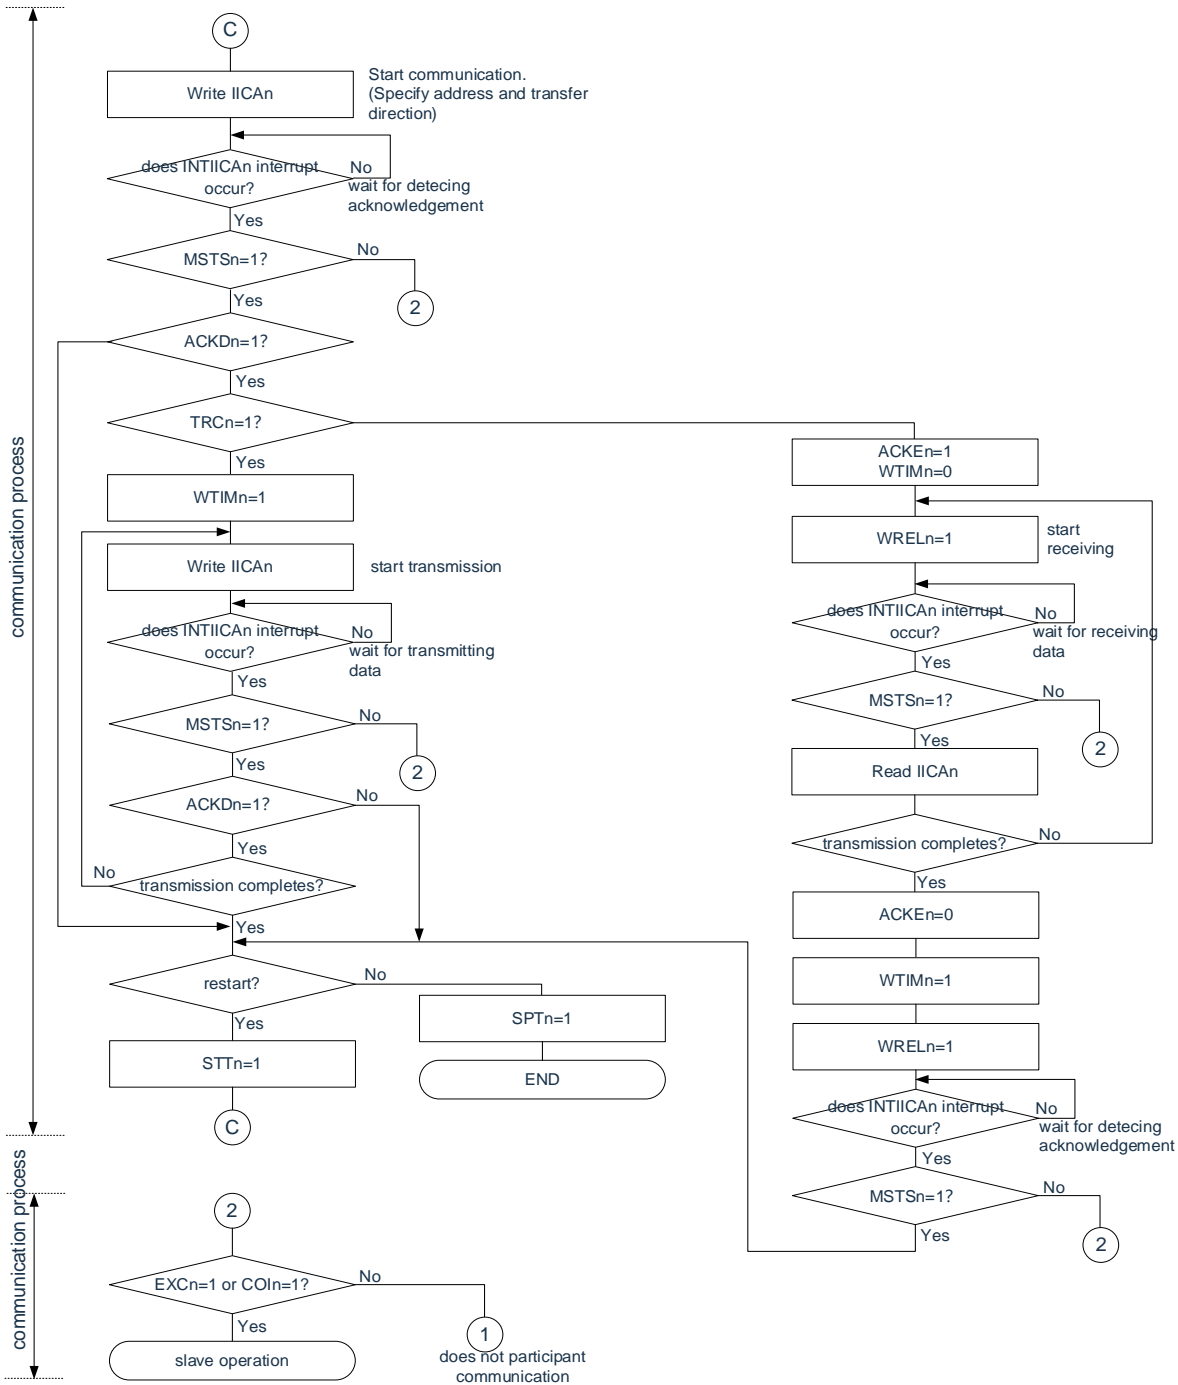 C
Write IICAn
Start communication.
(Specify address and transfer
direction)
does INTIICAn interrupt
occur?
No
wait for detecing
acknowledgement
Yes
MSTSn=1?
No
2
Yes
ACKDn=1?
Yes
TRCn=1?
Yes
WTIMn=1
Write IICAn
start transmission
does INTIICAn interrupt
occur?
No
wait for transmitting
data
Yes
MSTSn=1?
No
2
Yes
ACKDn=1?
No
Yes
No
transmission completes?
Yes
restart?
No
SPTn=1
END
Yes
STTn=1
C
ACKEn=1
WTIMn=0
WRELn=1
start
receiving
does INTIICAn interrupt
occur?
No
wait for receiving
data
Yes
MSTSn=1?
No
2
Yes
Read IICAn
transmission completes?
No
Yes
ACKEn=0
WTIMn=1
WRELn=1
does INTIICAn interrupt
occur?
No
wait for detecing
acknowledgement
Yes
MSTSn=1?
No
2
Yes
communication process
2
EXCn=1 or COIn=1?
No
1
does not participant
communication
Yes
slave operation
communication process